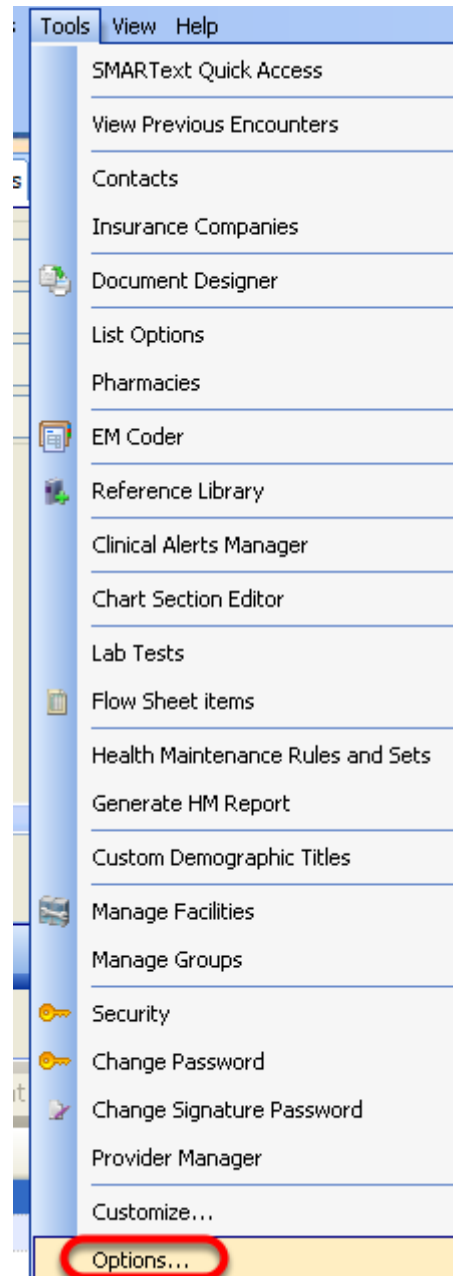 Tools View Help
SMARText Quick Access
View Previous Encounters
Contacts
Insurance Companies
Document Designer
List Options
Pharmacies
EM Coder
Reference Library
Clinical Alerts Manager
Chart Section Editor
Lab Tests
Flow Sheet items
Health Maintenance Rules and Sets
Generate HM Report
Custom Demographic Titles
Manage Facilities
Manage Groups
Security
Change Password
Change Signature Password
Provider Manager
Customize...
Options...